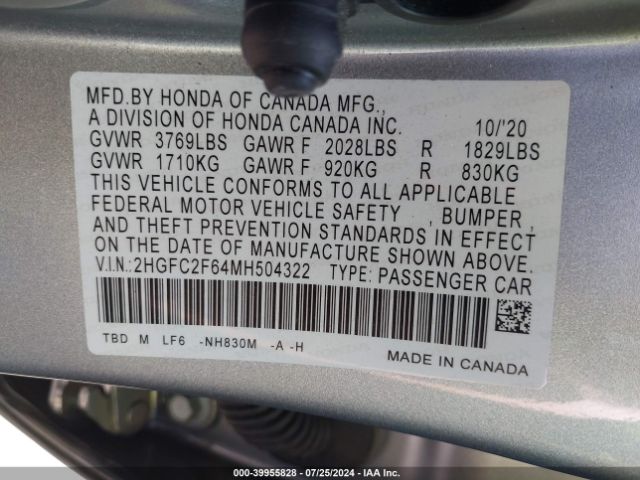 MFD.BY HONDA OF CANADA MFG.,
A DIVISION OF HONDA CANADA INC. 10/'20
GVWR 3769LBS GAWR F 2028LBS R 1829LBS
GVWR 1710KG GAWR F 920KG R 830KG
THIS VEHICLE CONFORMS TO ALL APPLICABLE
FEDERAL MOTOR VEHICLE SAFETY , BUMPER,
AND THEFT PREVENTION STANDARDS IN EFFECT
ON THE DATE OF MANUFACTURE SHOWN ABOVE.
V.I.N.:2HGFC2F64MH504322 TYPE: PASSENGER CAR
TBD M LF6 -NH830M -A -H
MADE IN CANADA
000-39955828 - 07/25/2024 - IAA Inc.